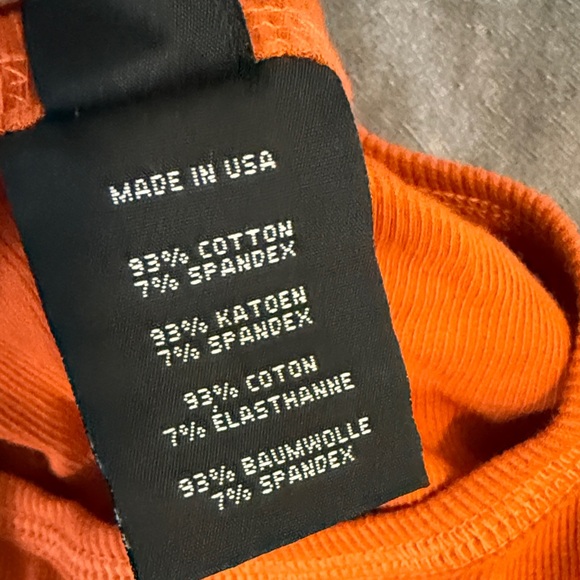 MADE IN USA
93% COTTON
7% SPANDEX
93% KATOEN
7% SPANDEX
93% COTON
7% ÉLASTHANNE
93% BAUMWOLLE
7% SPANDEX